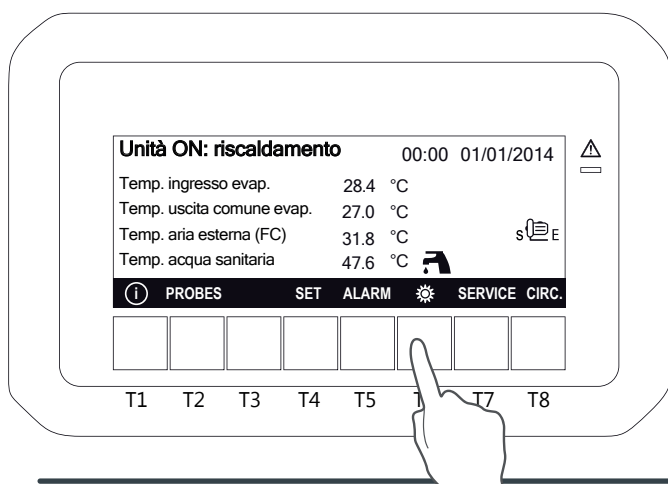 Unità ON: riscaldamento 00:00 01/01/2014
Temp. ingresso evap. 28.4 °C
Temp. uscita comune evap. 27.0 °C
Temp. aria esterna (FC) 31.8 °C S E
Temp. acqua sanitaria 47.6 °C
i PROBES SET ALARM SERVICE CIRC.
T1 T2 T3 T4 T5 T7 T8